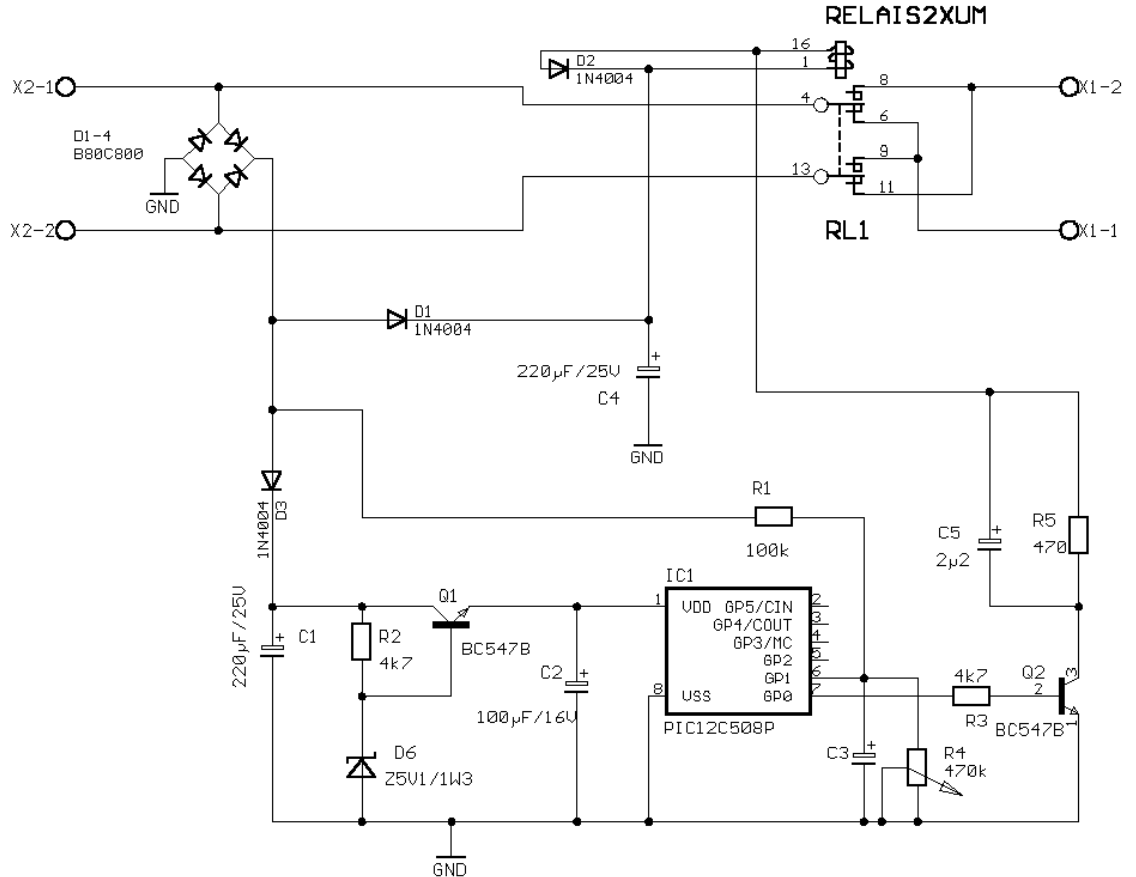 RELAIS2XUM
16
D2
1
1N4004
X2-1
8
X1-2
4
D1-4
B80C800
6
9
13
11
GND
X2-2
RL1
X1-1
D1
1N4004
+
220µF/25V
C4
GND
R1
1N4004
D3
100k
+
C5
2µ2
R5
470
IC1
Q1
1
VDD
GP5/CIN
2
GP4/COUT
3
GP3/MC
4
GP2
5
GP1
6
GP0
7
8
VSS
PIC12C508P
220µF/25V
+
C1
R2
4k7
BC547B
C2
+
100µF/16V
4k7
R3
Q2
2
3
1
BC547B
D6
Z5V1/1W3
C3
+
R4
470k
GND